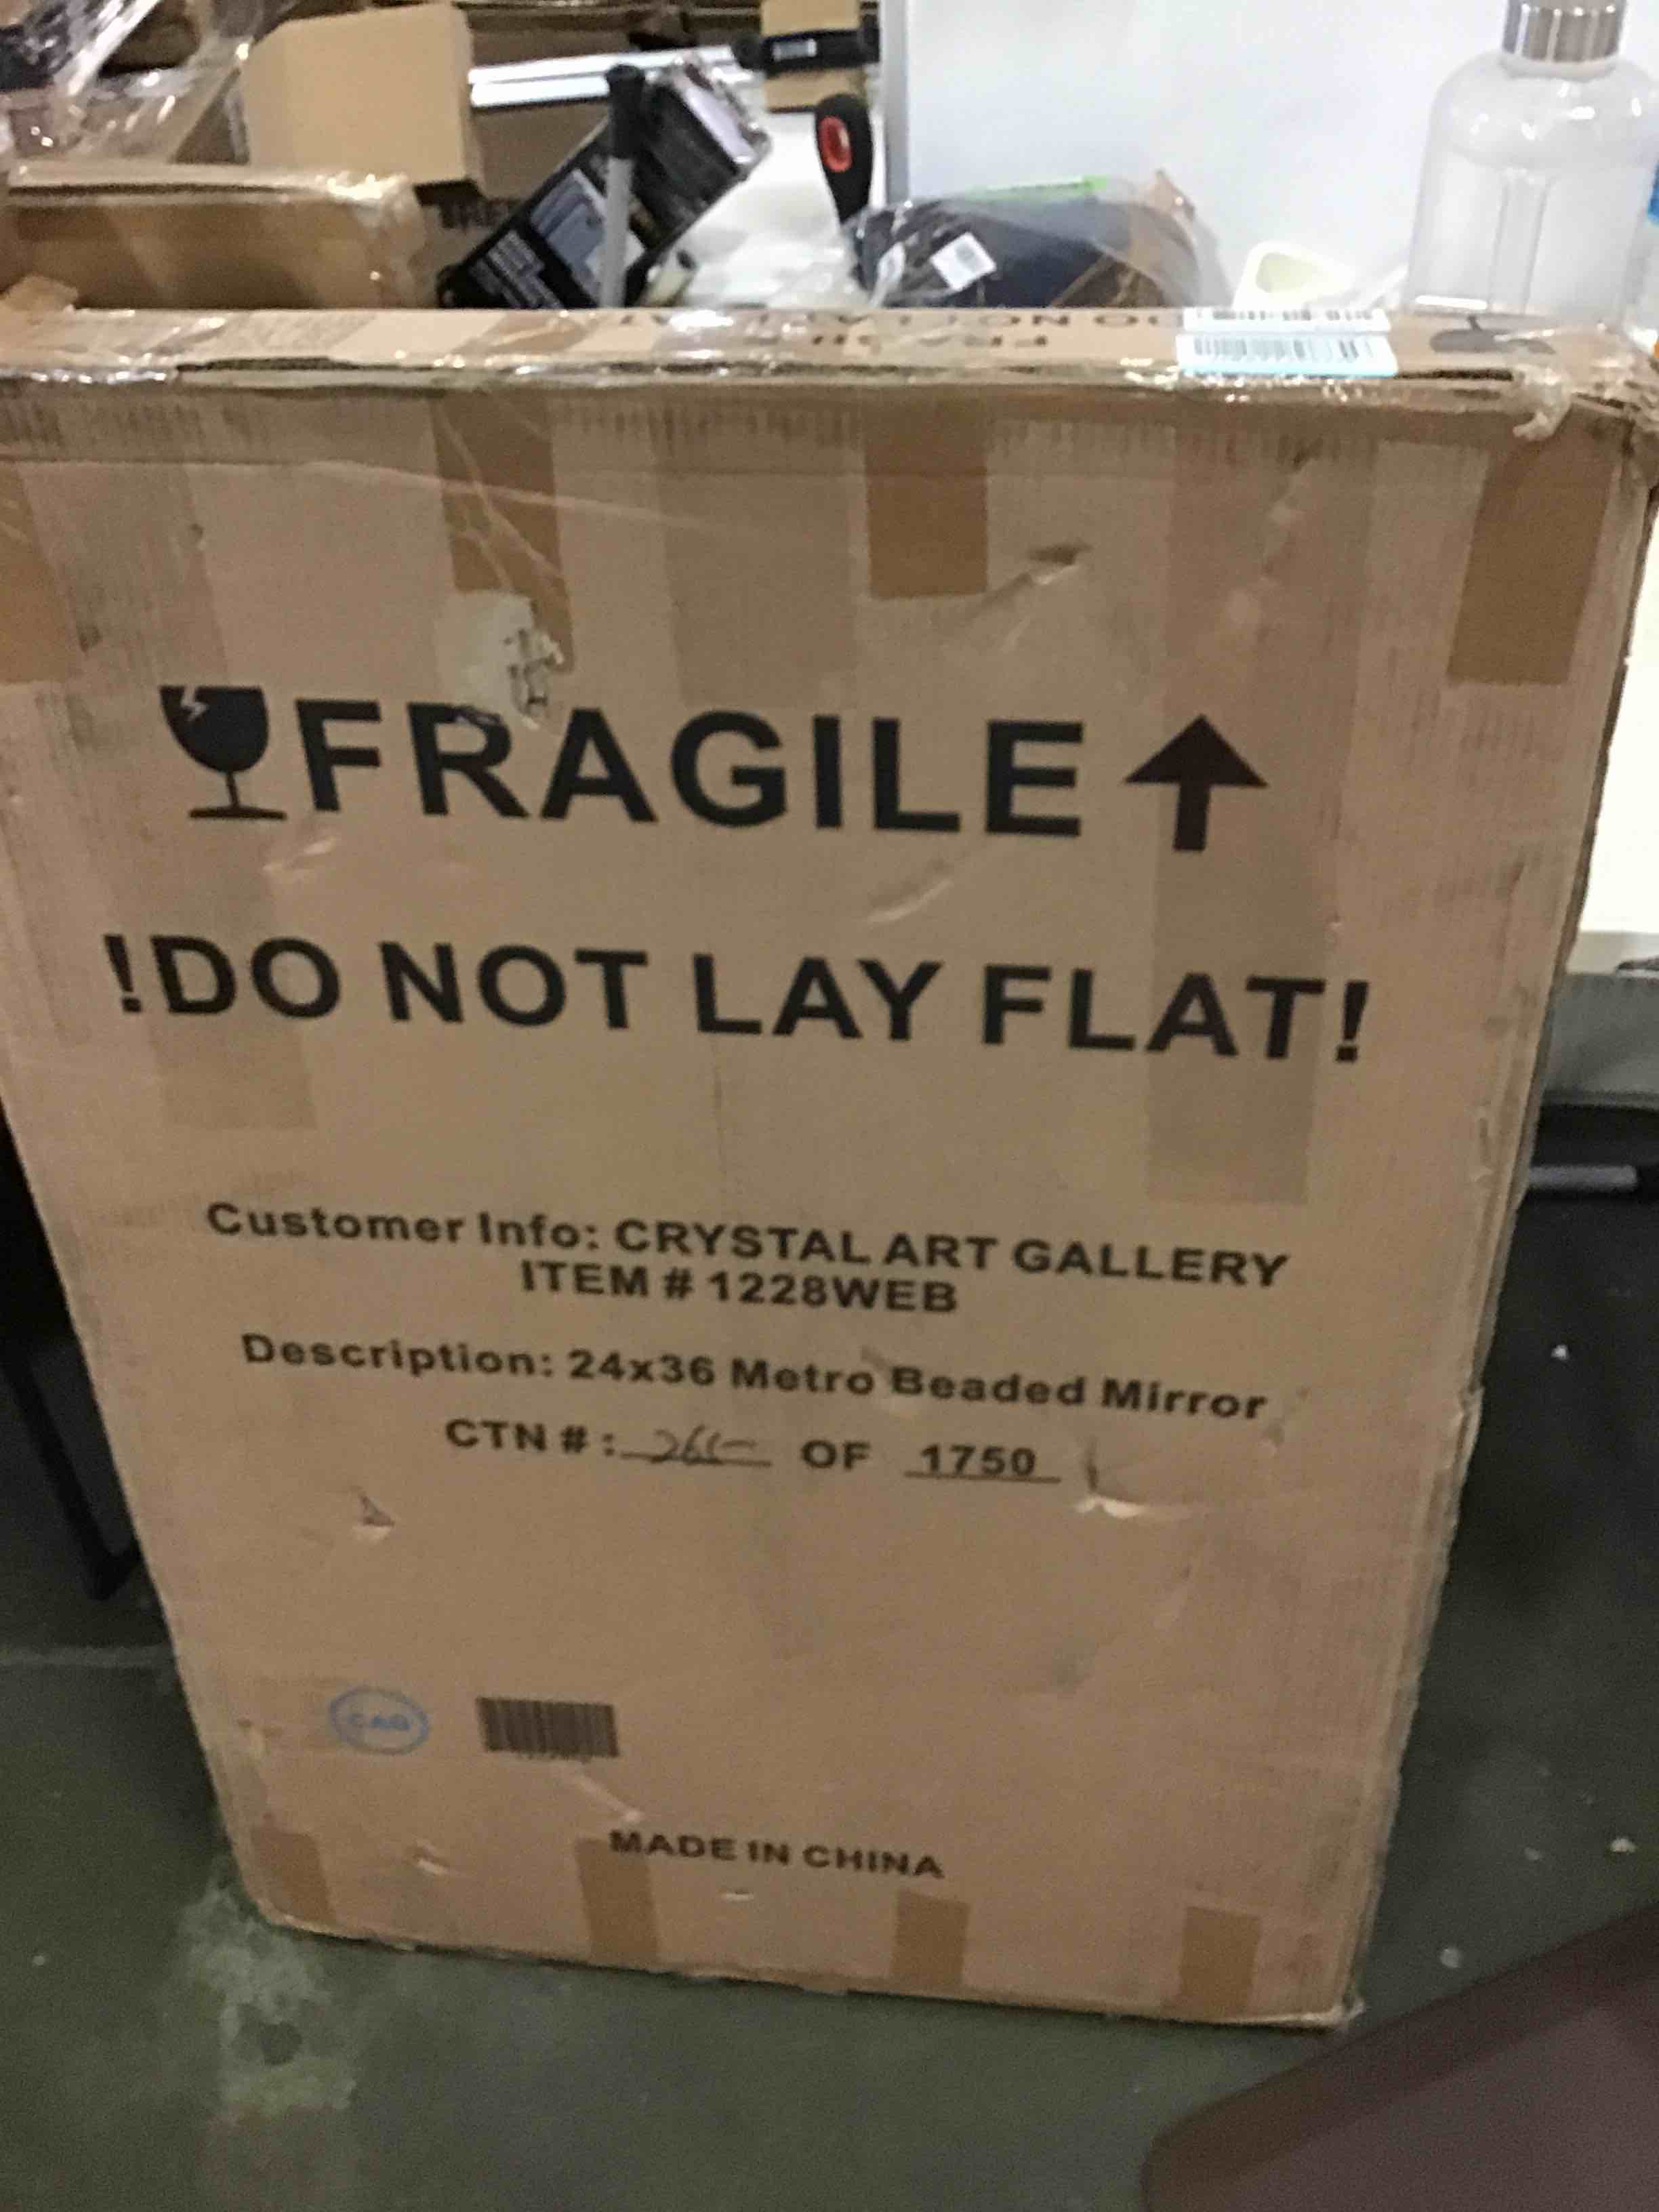 FRAGILE
!DO NOT LAY FLAT!
Customer Info: CRYSTAL ART GALLERY
ITEM # 1228WEB
Description: 24x36 Metro Beaded Mirror
CTN #: OF 1750
CAG
MADE IN CHINA